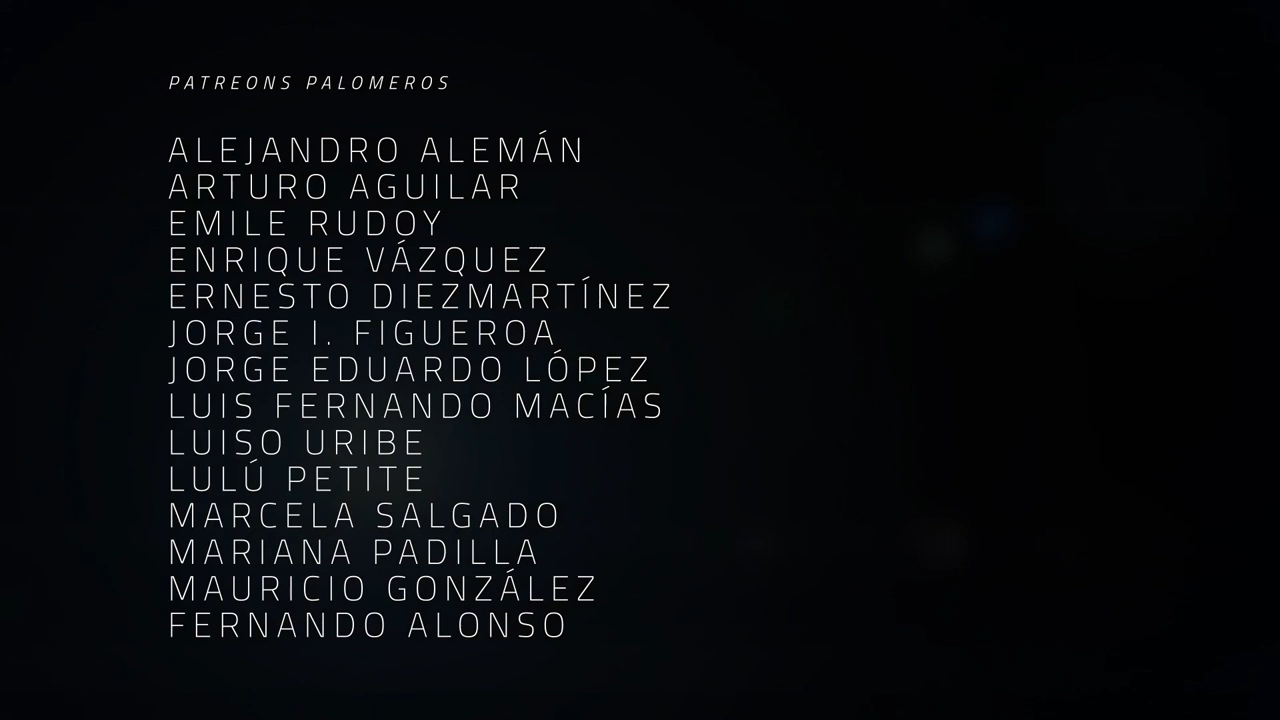 PATREONS PALOMEROS
ALEJANDRO ALEMÁN
ARTURO AGUILAR
EMILE RUDOY
ENRIQUE VÁZQUEZ
ERNESTO DIEZMARTÍNEZ
JORGE I. FIGUEROA
JORGE EDUARDO LÓPEZ
LUIS FERNANDO MACÍAS
LUISO URIBE
LULÚ PETITE
MARCELA SALGADO
MARIANA PADILLA
MAURICIO GONZÁLEZ
FERNANDO ALONSO